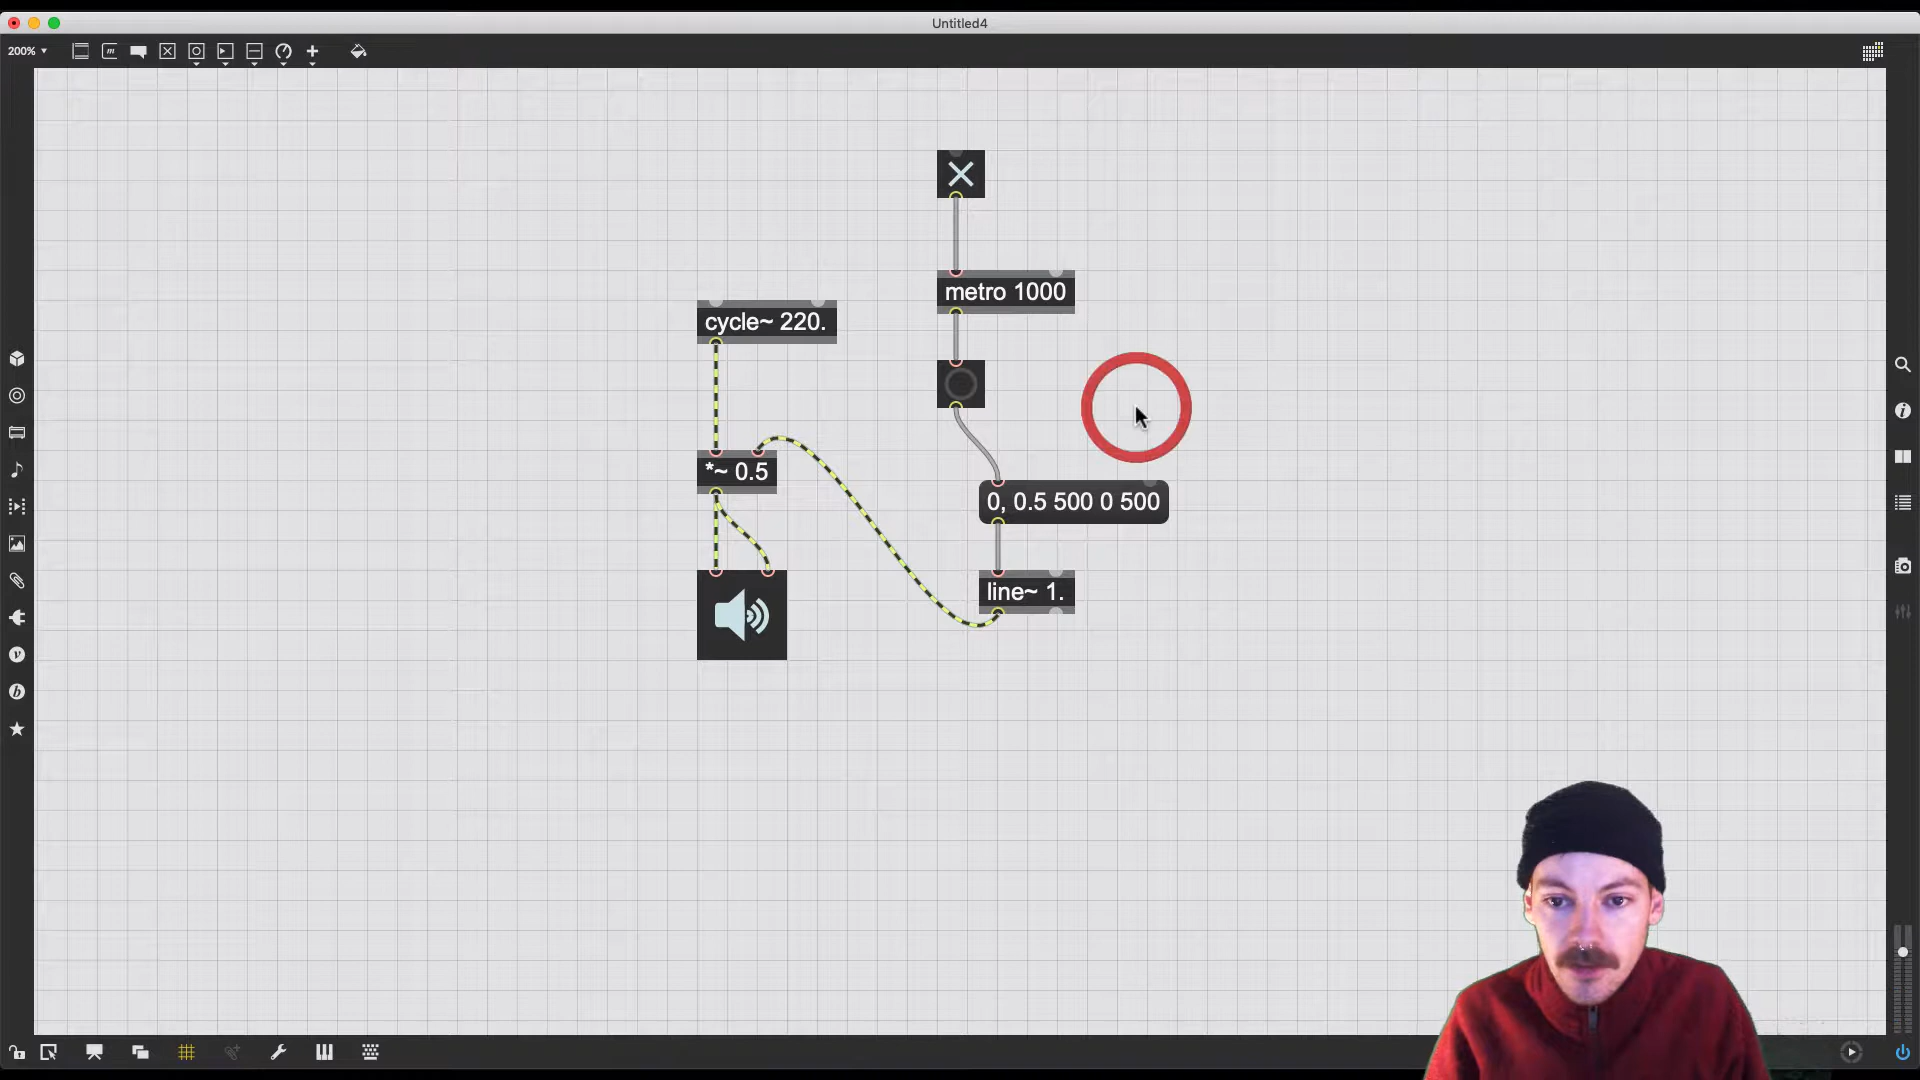 Untitled4
200%
metro 1000
cycle~ 220.
*~ 0.5
0, 0.5 500 0 500
line~ 1.